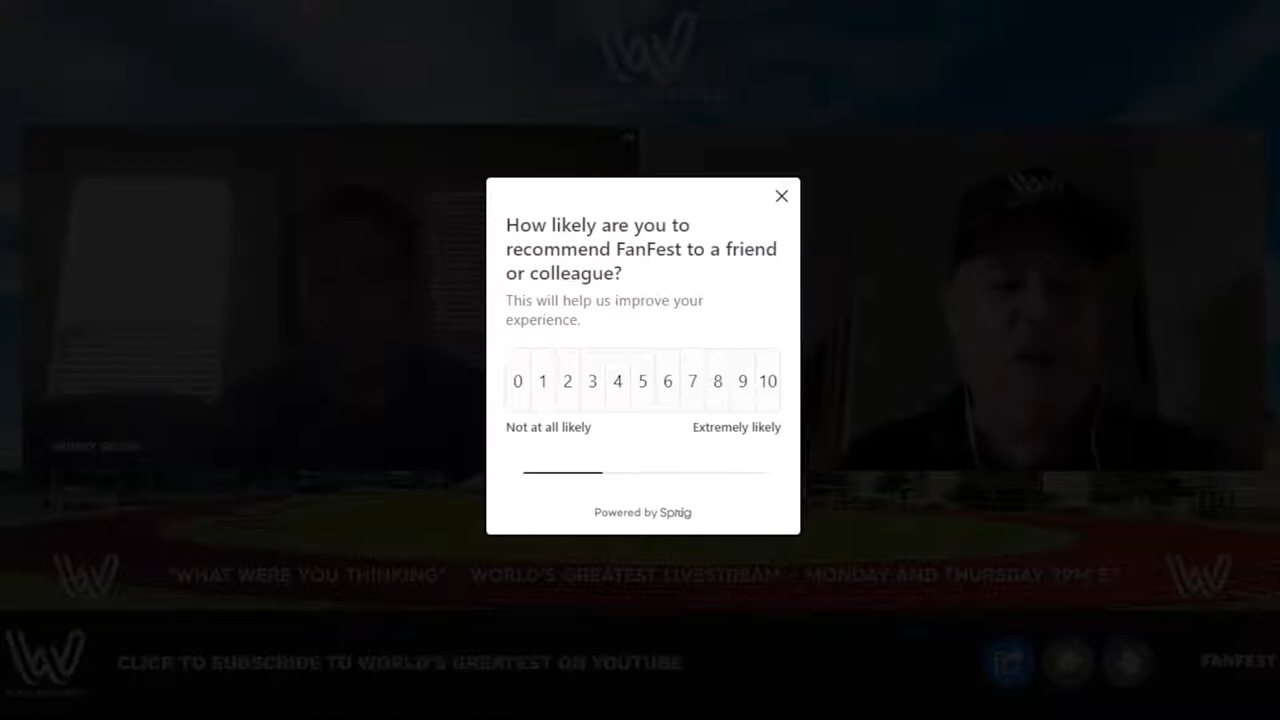 How likely are you to
recommend FanFest to a friend
or colleague?
This will help us improve your
experience.
0 1 2 3 4 5 6 7 8 9 10
Not at all likely Extremely likely
Powered by Sprig
"WHAT WERE YOU THINKING" WORLD'S GREATEST LIVESTREAM MONDAY AND THURSDAY
CLICK TO SUBSCRIBE TO WORLD'S GREATEST ON YOUTUBE
FANFEST